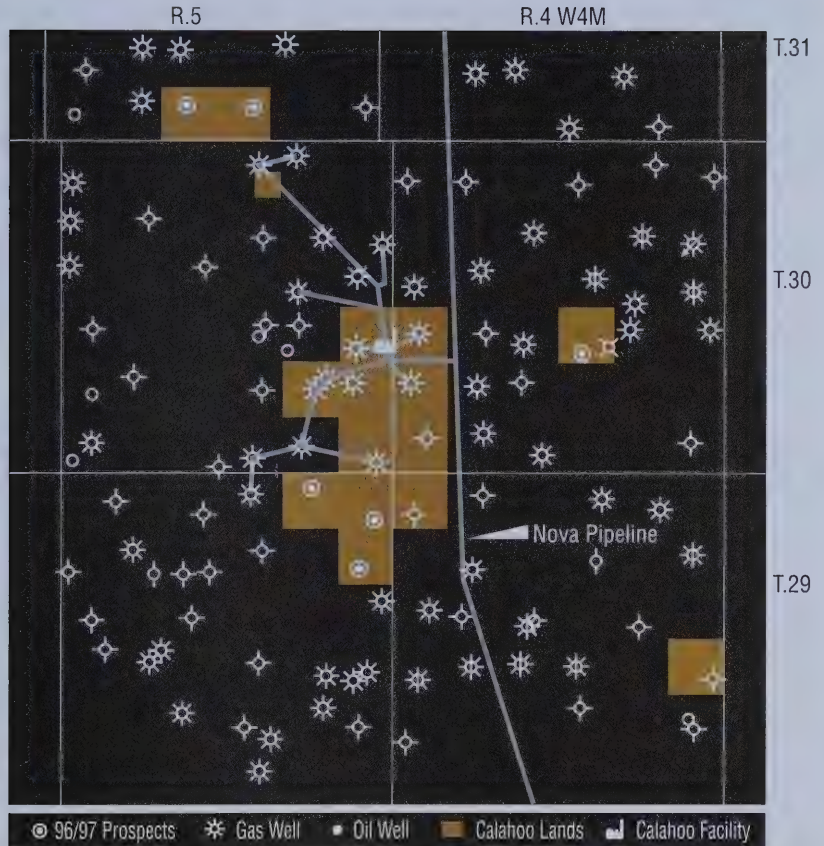 R.5 R.4 W4M
T.31
T.30
Nova Pipeline
T.29
96/97 Prospects Gas Well Oil Well Calahoo Lands Calahoo Facility